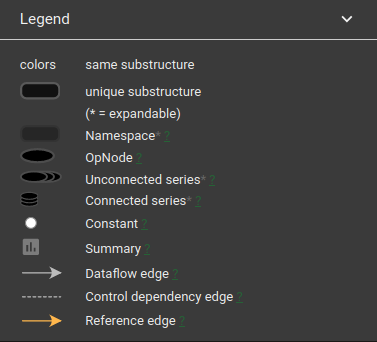 Legend
colors same substructure
unique substructure
(* = expandable)
Namespace* ?
OpNode ?
Unconnected series* ?
Connected series* ?
Constant ?
Summary ?
Dataflow edge ?
Control dependency edge ?
Reference edge ?